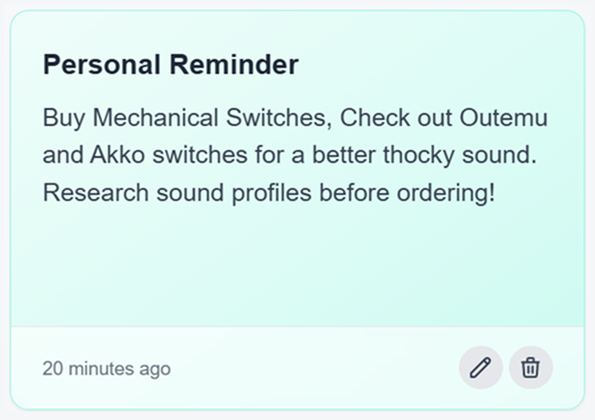 Personal Reminder
Buy Mechanical Switches, Check out Outemu
and Akko switches for a better thocky sound.
Research sound profiles before ordering!
20 minutes ago